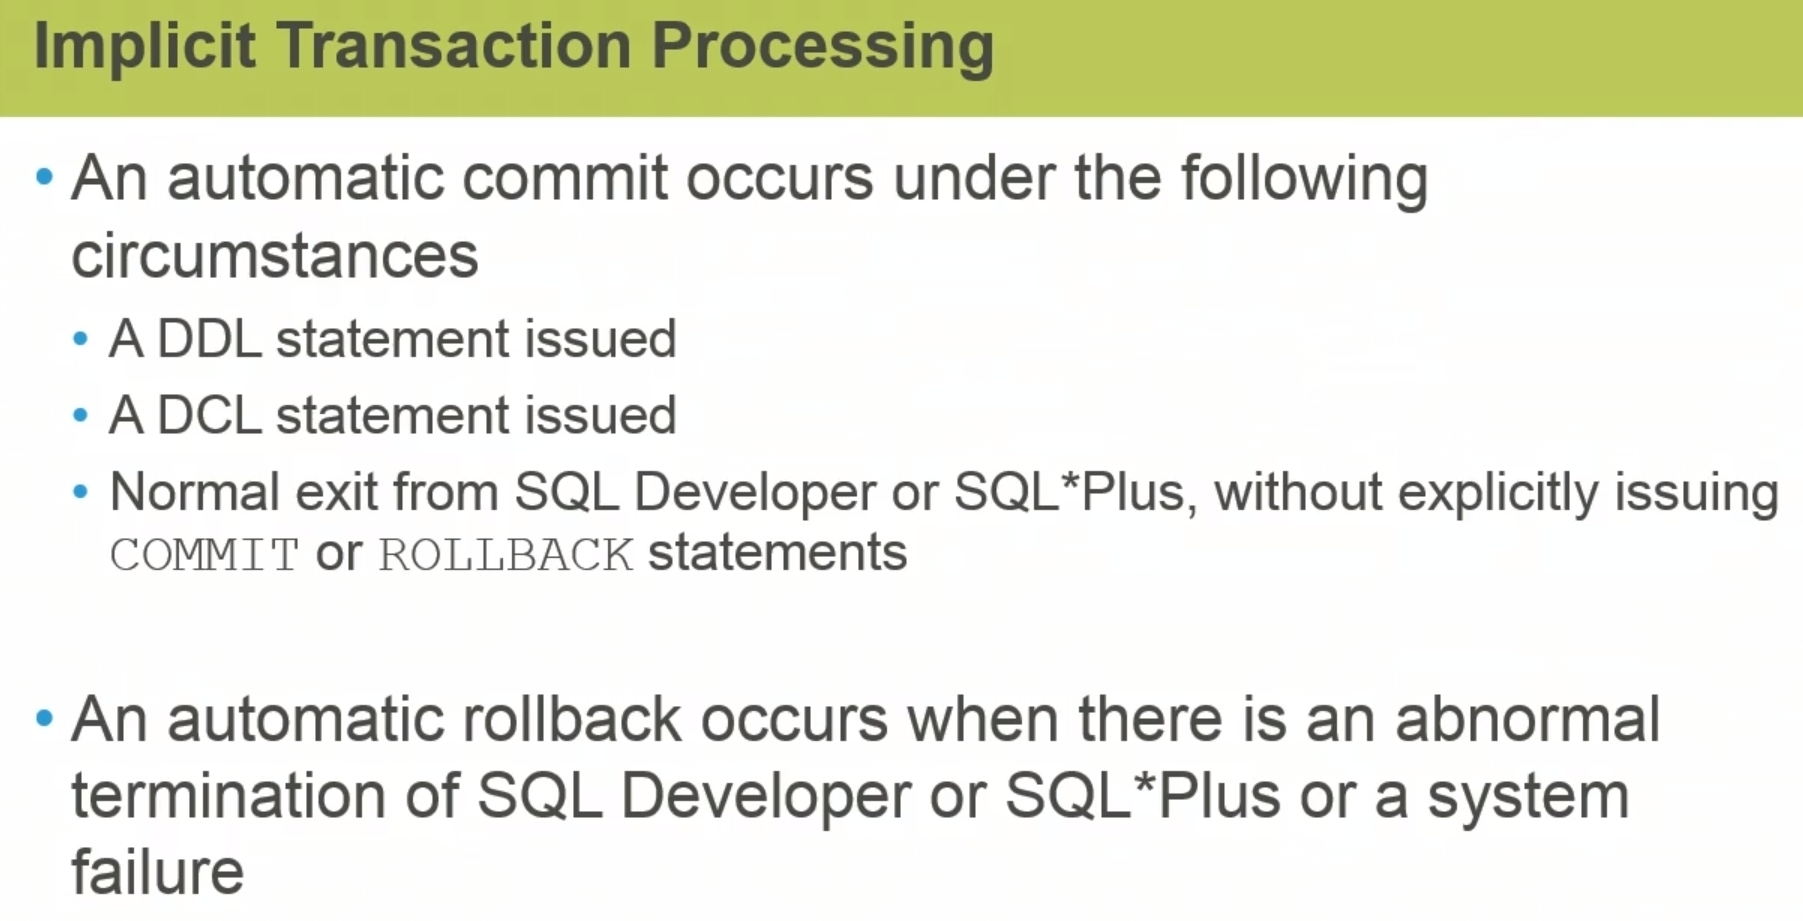 Implicit Transaction Processing
• An automatic commit occurs under the following
circumstances
• A DDL statement issued
• A DCL statement issued
• Normal exit from SQL Developer or SQL*Plus, without explicitly issuing
COMMIT or ROLLBACK statements
• An automatic rollback occurs when there is an abnormal
termination of SQL Developer or SQL*Plus or a system
failure